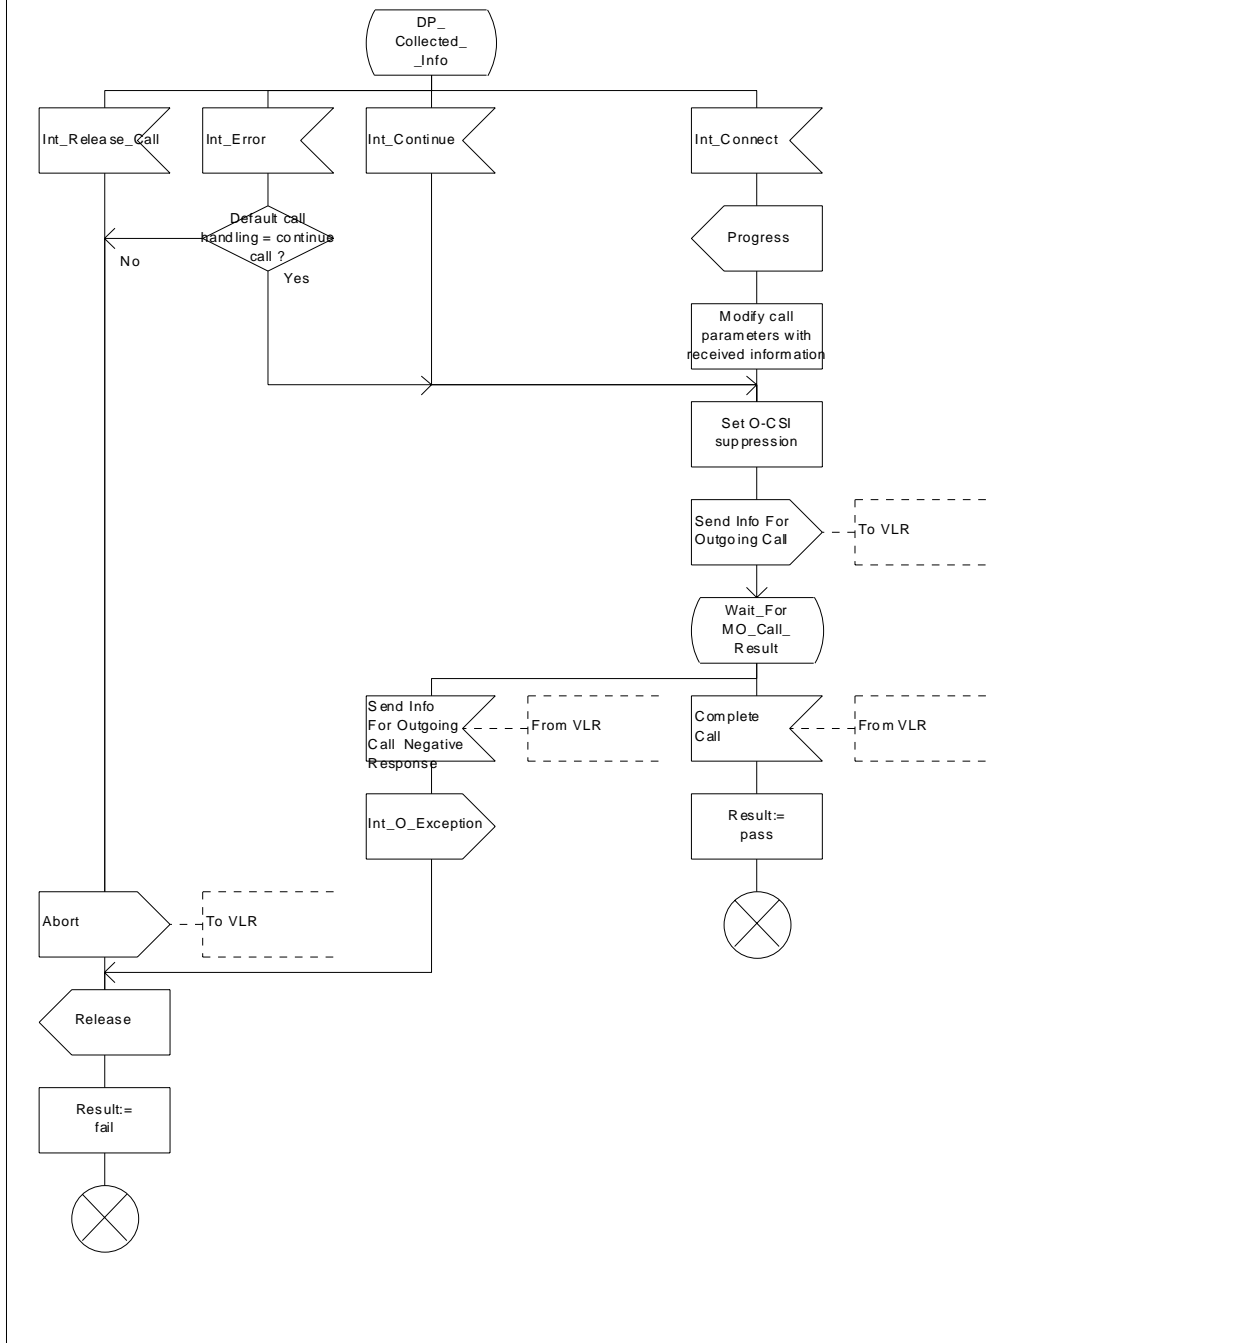 DP_
Collected_
_Info
Int_Release_Call
Int_Error
Int_Continue
Int_Connect
Default call
handling = continue
call ?
No
Yes
Progress
Modify call
parameters with
received information
Set O-CSI
suppression
Send Info For
Outgoing Call
To VLR
Wait_For
MO_Call_
Result
Send Info
For Outgoing
Call Negative
Response
From VLR
Complete
Call
From VLR
Int_O_Exception
Result:=
pass
Abort
To VLR
Release
Result:=
fail